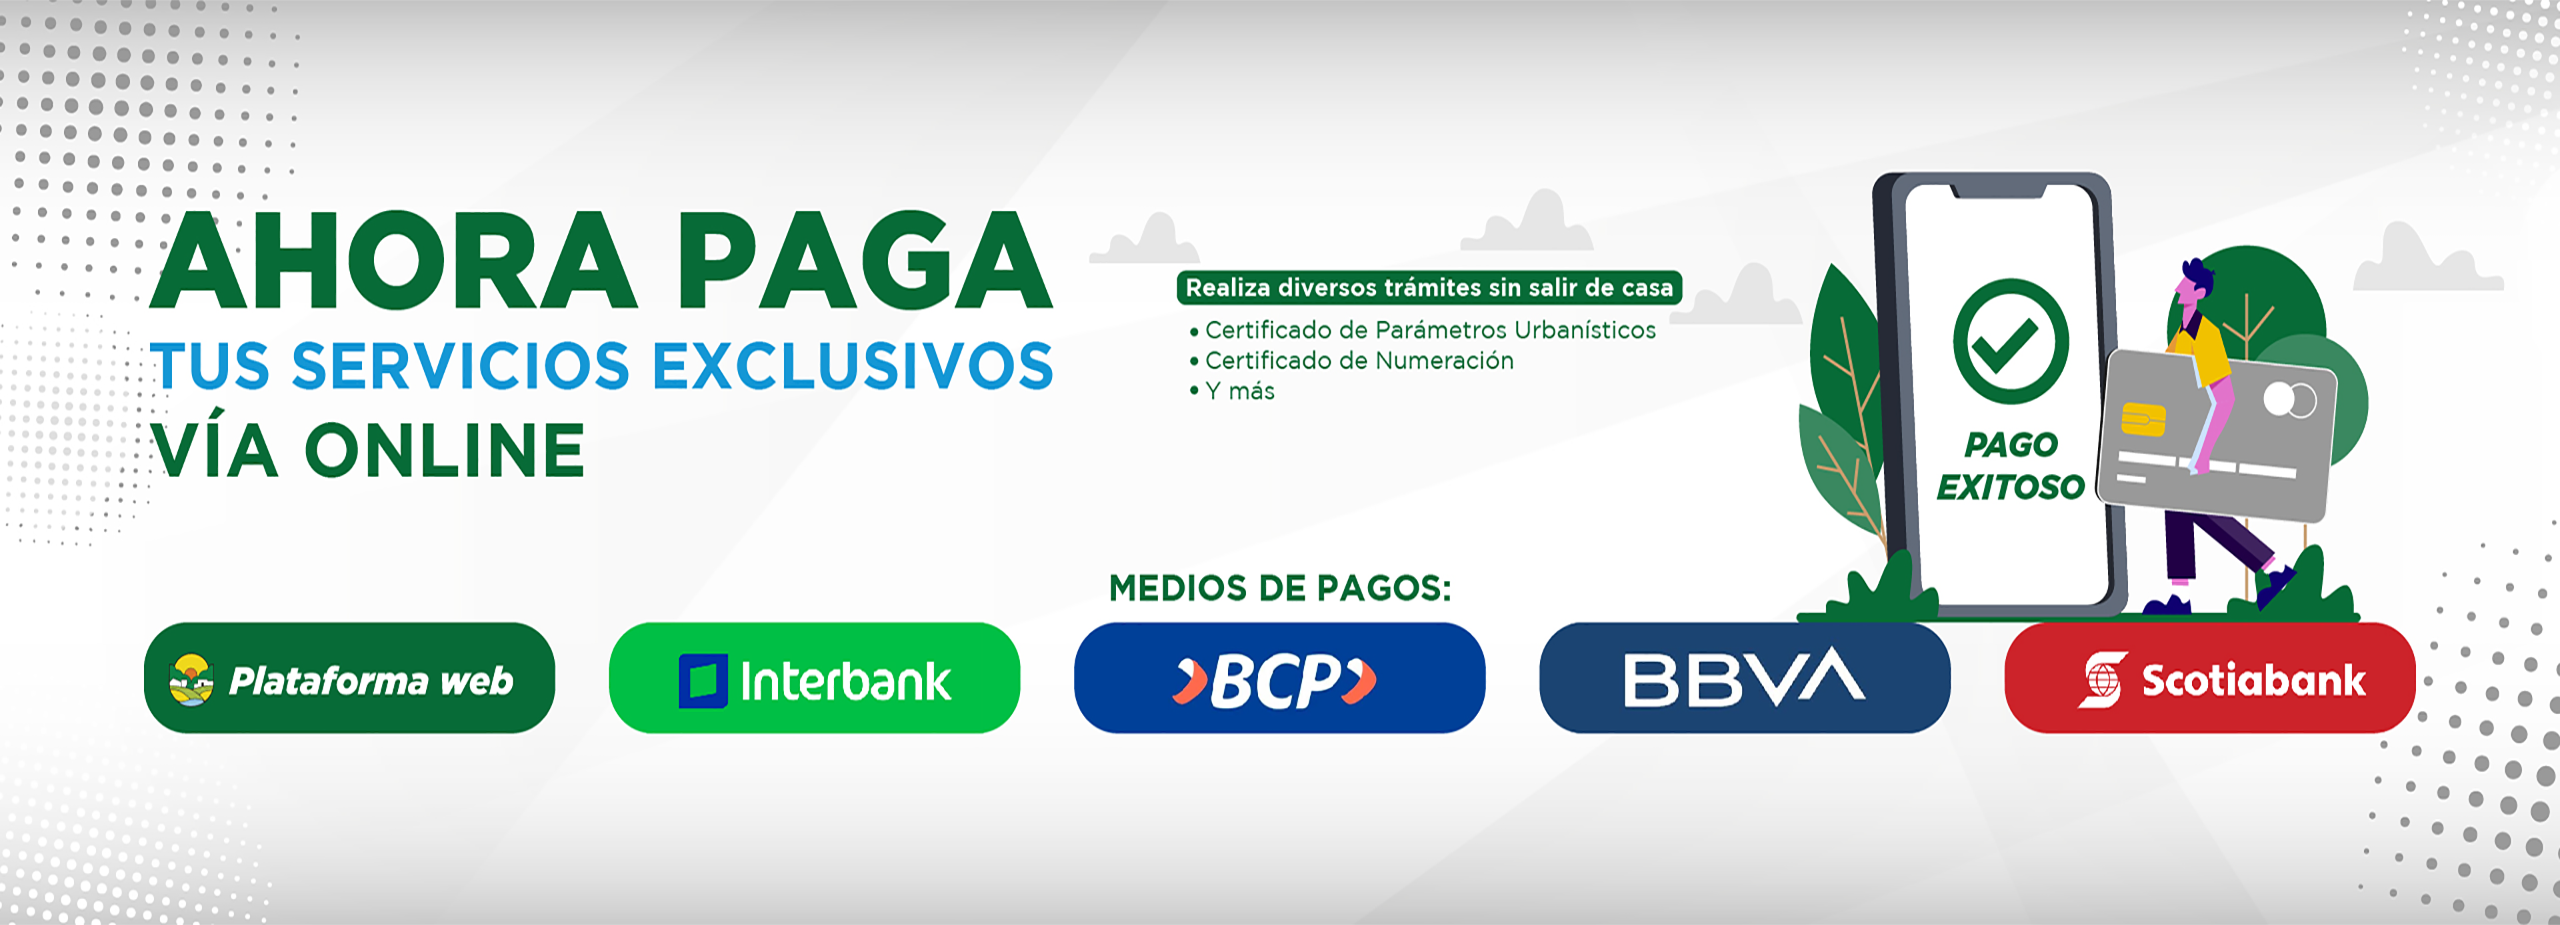 AHORA PAGA
TUS SERVICIOS EXCLUSIVOS
VÍA ONLINE
Realiza diversos trámites sin salir de casa
• Certificado de Parámetros Urbanísticos
• Certificado de Numeración
• Y más
PAGO
EXITOSO
MEDIOS DE PAGOS:
Plataforma web
Interbank
BCP
BBVA
Scotiabank